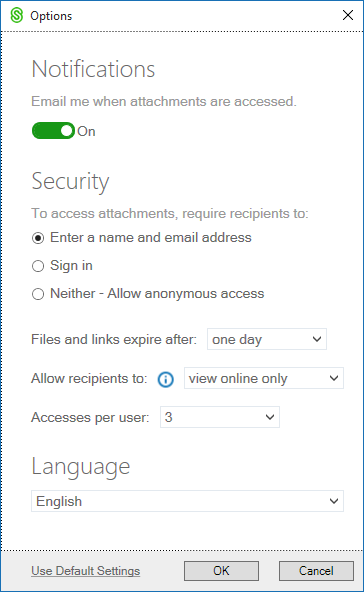 Options
Notifications
Email me when attachments are accessed.
On
Security
To access attachments, require recipients to:
Enter a name and email address
Sign in
Neither - Allow anonymous access
Files and links expire after: one day
Allow recipients to: view online only
Accesses per user: 3
Language
English
Use Default Settings OK Cancel